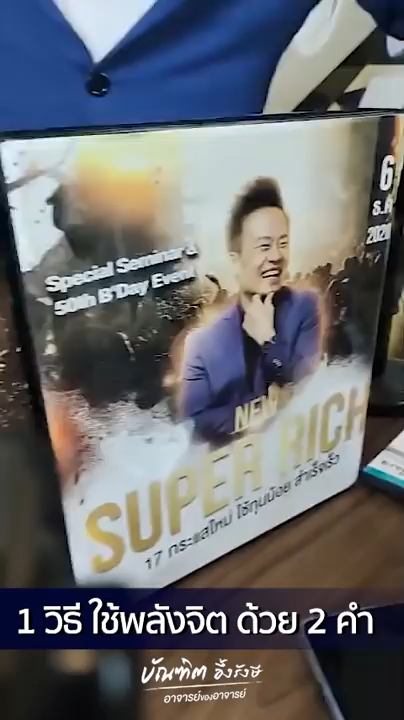 Special Seminar &
50th B'Day Event
6
ธ.ค.
2020
NEW
SUPER RICH
17 กระแสใหม่ ใช้ทุนน้อย สำเร็จเร็ว
1 วิธี ใช้พลังจิต ด้วย 2 คำ
บัณฑิต อึ้งรังษี
อาจารย์ของอาจารย์